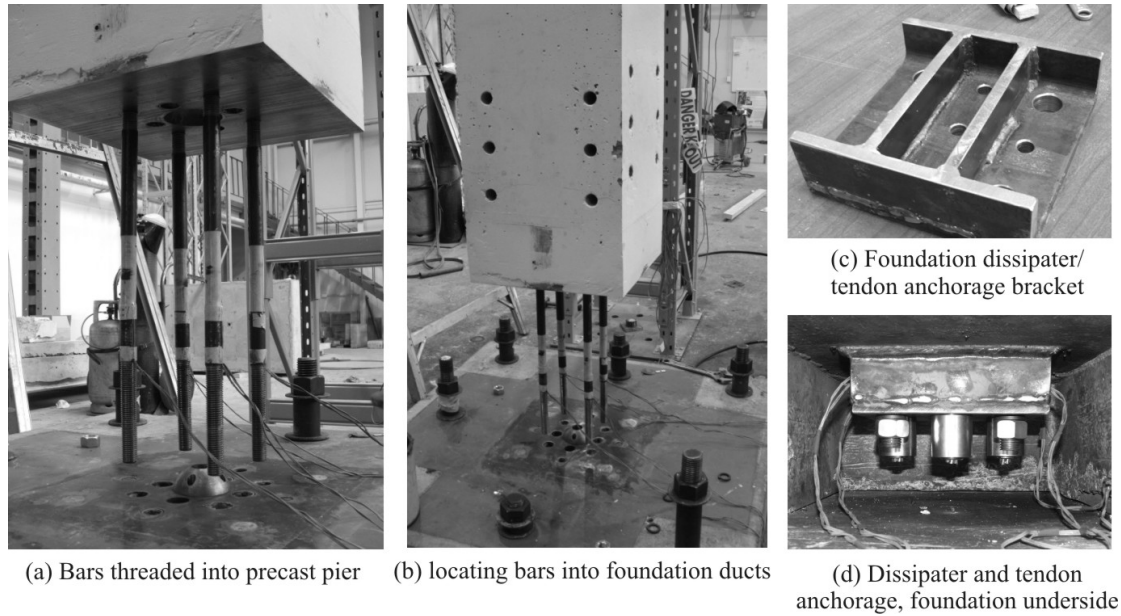 DANGER K OUT
(a) Bars threaded into precast pier
(b) locating bars into foundation ducts
(c) Foundation dissipater/
tendon anchorage bracket
(d) Dissipater and tendon
anchorage, foundation underside